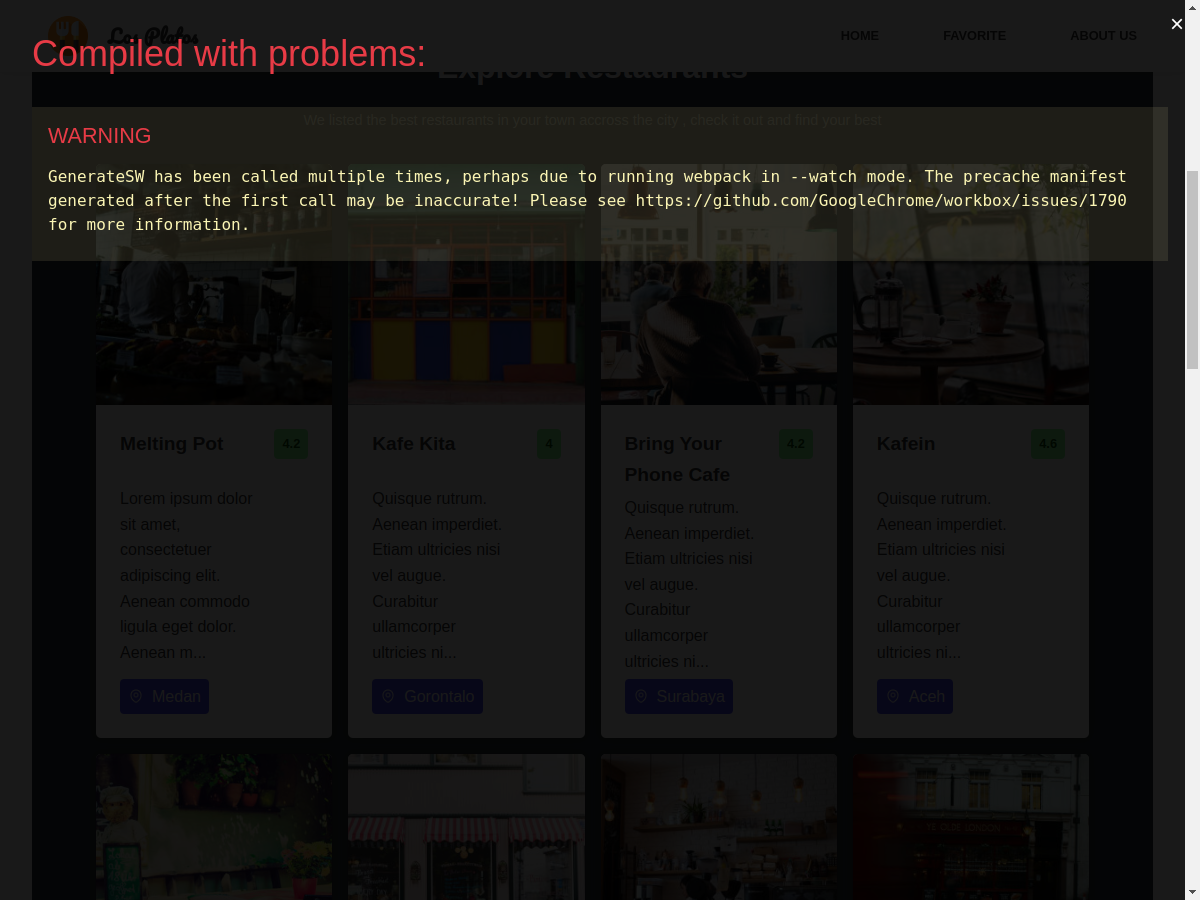 Los Platos
HOME
FAVORITE
ABOUT US
×
Compiled with problems:
Explore Restaurants
We listed the best restaurants in your town accross the city , check it out and find your best
WARNING
GenerateSW has been called multiple times, perhaps due to running webpack in --watch mode. The precache manifest
generated after the first call may be inaccurate! Please see https://github.com/GoogleChrome/workbox/issues/1790
for more information.
Melting Pot
4.2
Lorem ipsum dolor
sit amet,
consectetuer
adipiscing elit.
Aenean commodo
ligula eget dolor.
Aenean m...
Medan
Kafe Kita
4
Quisque rutrum.
Aenean imperdiet.
Etiam ultricies nisi
vel augue.
Curabitur
ullamcorper
ultricies ni...
Gorontalo
Bring Your
Phone Cafe
4.2
Quisque rutrum.
Aenean imperdiet.
Etiam ultricies nisi
vel augue.
Curabitur
ullamcorper
ultricies ni...
Surabaya
Kafein
4.6
Quisque rutrum.
Aenean imperdiet.
Etiam ultricies nisi
vel augue.
Curabitur
ullamcorper
ultricies ni...
Aceh